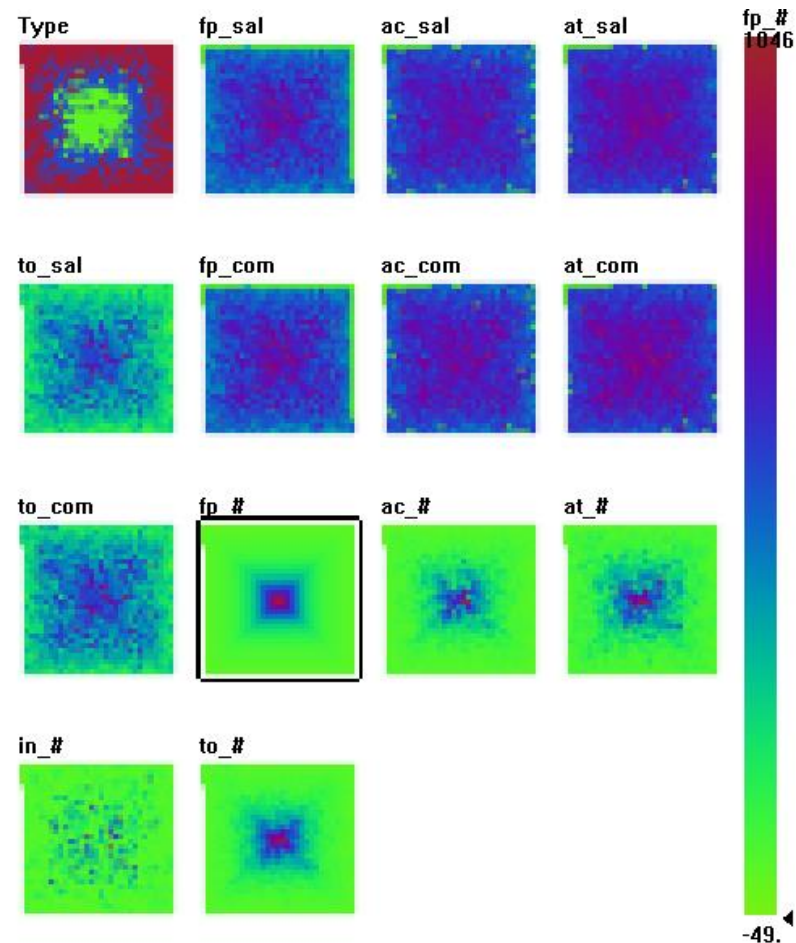 Type fp_sal ac_sal at_sal fp_#
1046
to_sal fp_com ac_com at_com
to_com fp_# ac_# at_#
in_# to_#
-49.